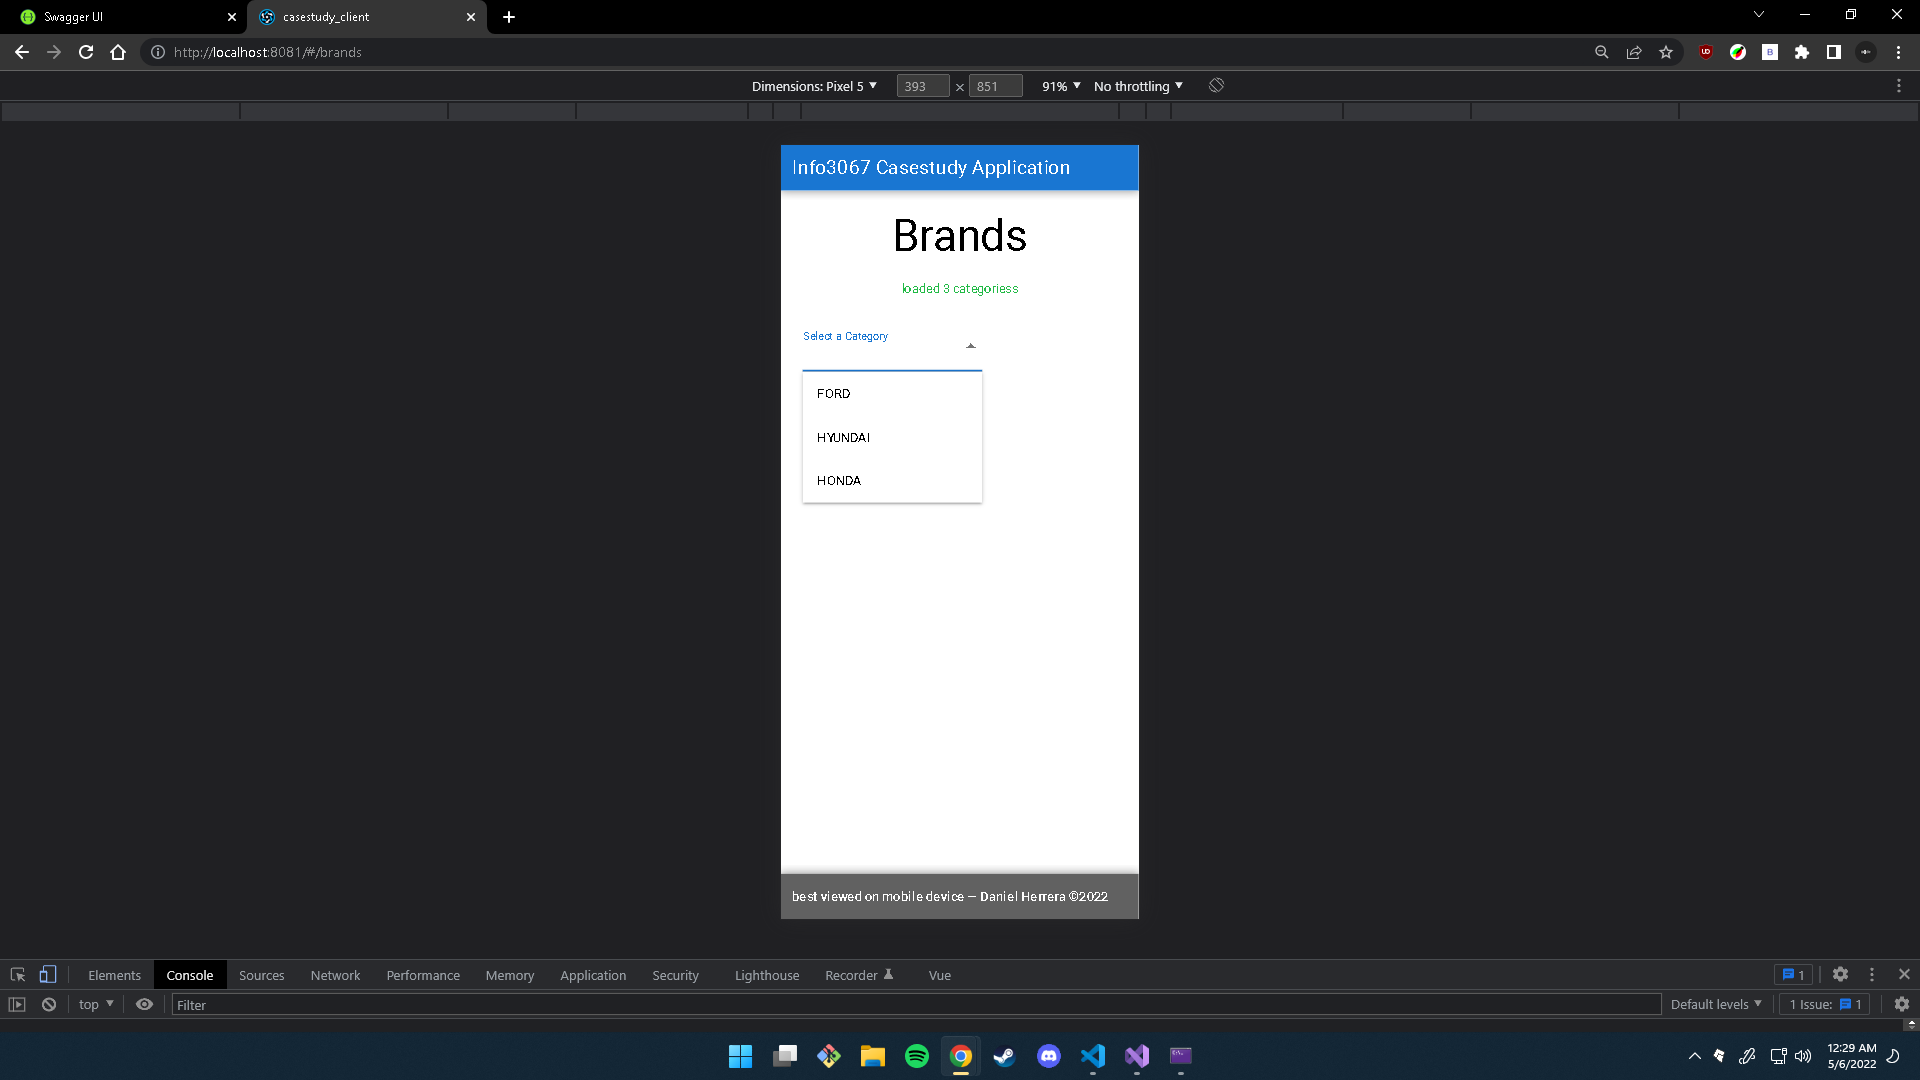 Swagger UI
casestudy_client
http://localhost:8081/#/brands
Dimensions: Pixel 5
393 × 851
91%
No throttling
Info3067 Casestudy Application
Brands
loaded 3 categoriess
Select a Category
FORD
HYUNDAI
HONDA
best viewed on mobile device — Daniel Herrera ©2022
Elements Console Sources Network Performance Memory Application Security Lighthouse Recorder Vue 1
top Filter Default levels 1 Issue: 1
12:29 AM
5/6/2022